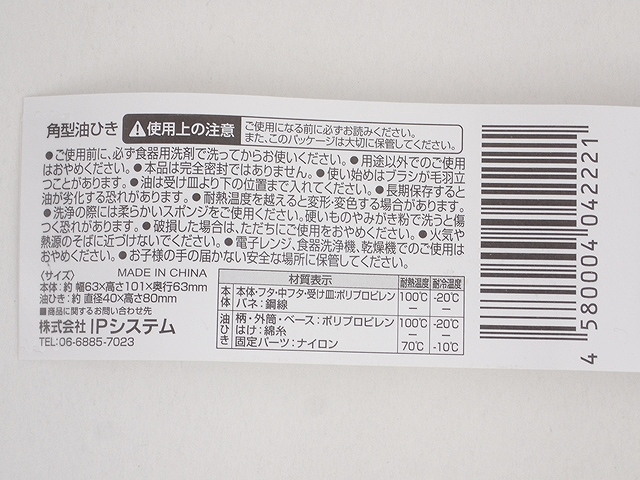 角型油ひき ⚠使用上の注意 ご使用になる前に必ずお読みください。
また、このパッケージは大切に保管してください。
●ご使用前に、必ず食器用洗剤で洗ってからお使いください。●用途以外でのご使用
はおやめください。●本品は完全密封ではありません。●使い始めはブラシが毛羽立
つことがあります。●油は受け皿より下の位置まで入れてください。●長期保存すると
油が劣化する恐れがあります。●耐熱温度を越えると変形・変色する場合があります。
●洗浄の際には柔らかいスポンジをご使用ください。硬いものやみがき粉で洗うと傷
つく恐れがあります。●破損した場合は、ただちにご使用をおやめください。●火気や
熱源のそばに近づけないでください。●電子レンジ、食器洗浄機、乾燥機でのご使用は
おやめください。●お子様の手の届かない安全な場所に保管してください。
〈サイズ〉 MADE IN CHINA
本体：約 幅63×高さ101×奥行63mm
油ひき：約 直径40×高さ80mm
■商品に関するお問い合わせ先
株式会社 IPシステム
TEL:06-6885-7023
材質表示 耐熱温度 耐冷温度
本体 本体・フタ・中フタ・受け皿：ポリプロピレン 100℃ -20℃
バネ：鋼線 － －
油ひき 柄・外筒・ベース：ポリプロピレン 100℃ -20℃
はけ：綿糸 － －
固定パーツ：ナイロン 70℃ -10℃
4 580004 042221